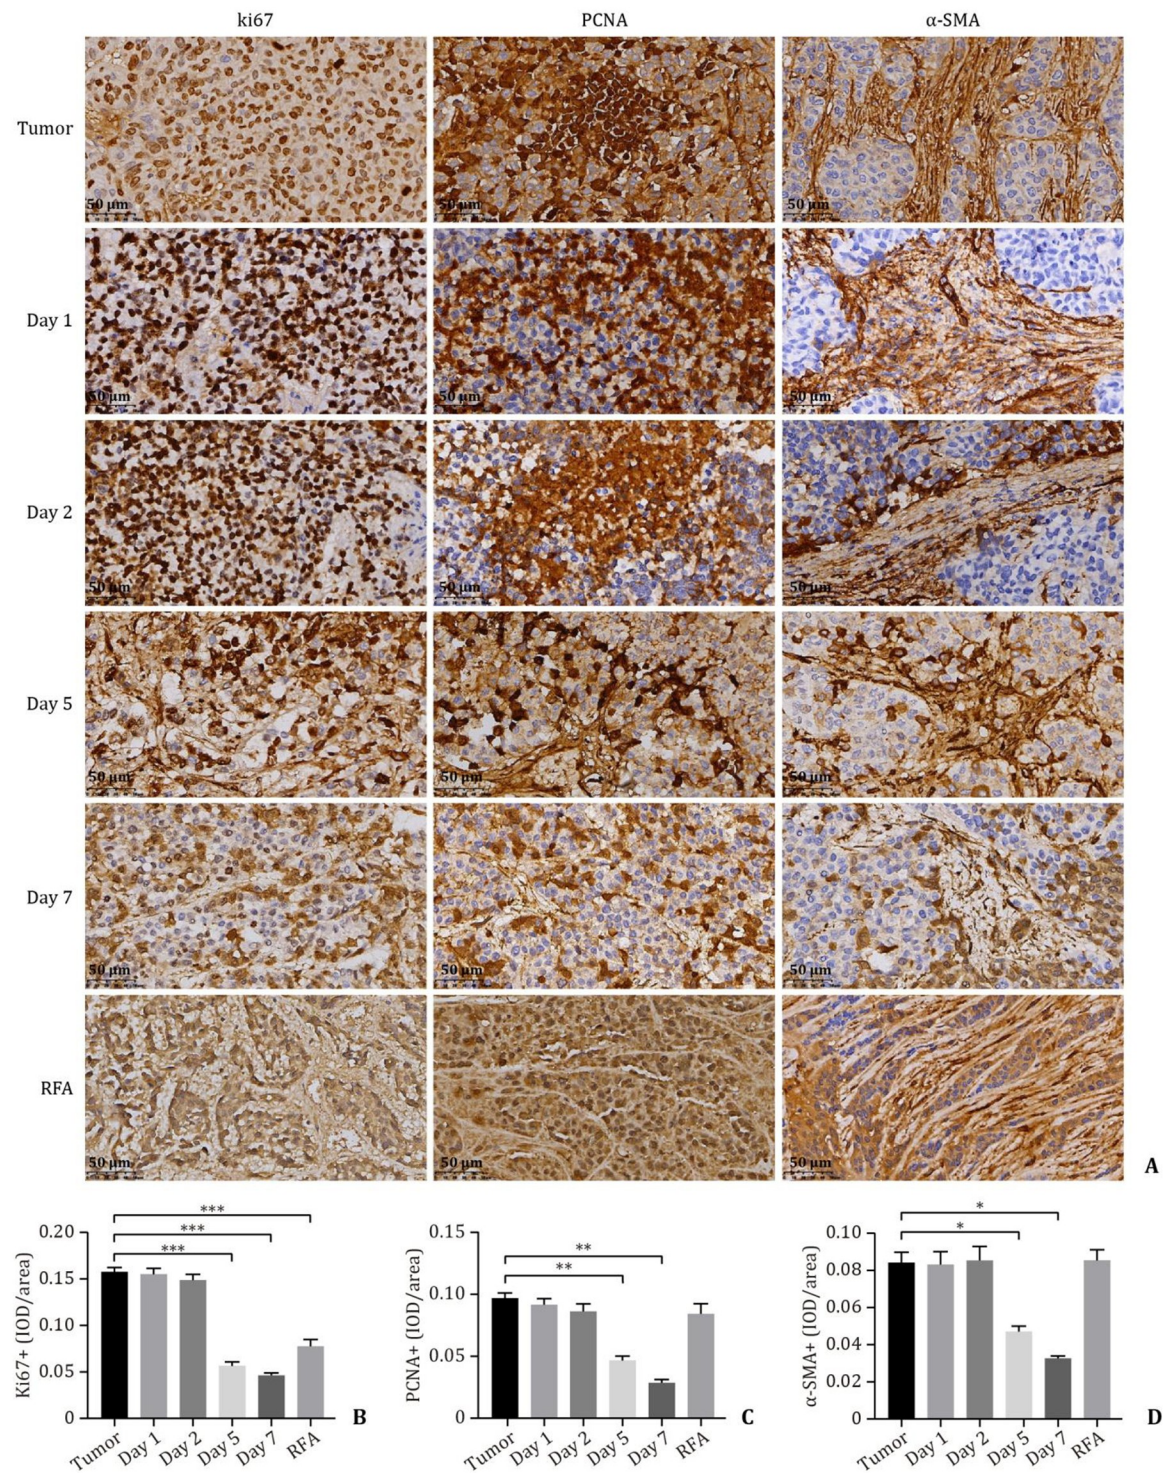 ki67 PCNA α-SMA
Tumor
50 µm 50 µm 50 µm
Day 1
50 µm 50 µm 50 µm
Day 2
50 µm 50 µm 50 µm
Day 5
50 µm 50 µm 50 µm
Day 7
50 µm 50 µm 50 µm
RFA
50 µm 50 µm 50 µm
A
Ki67+ (IOD/area)
0.20
0.15
0.10
0.05
0
***
***
***
Tumor Day 1 Day 2 Day 5 Day 7 RFA
B
PCNA+ (IOD/area)
0.15
0.10
0.05
0
**
**
Tumor Day 1 Day 2 Day 5 Day 7 RFA
C
α-SMA+ (IOD/area)
0.10
0.08
0.06
0.04
0.02
0
*
*
Tumor Day 1 Day 2 Day 5 Day 7 RFA
D